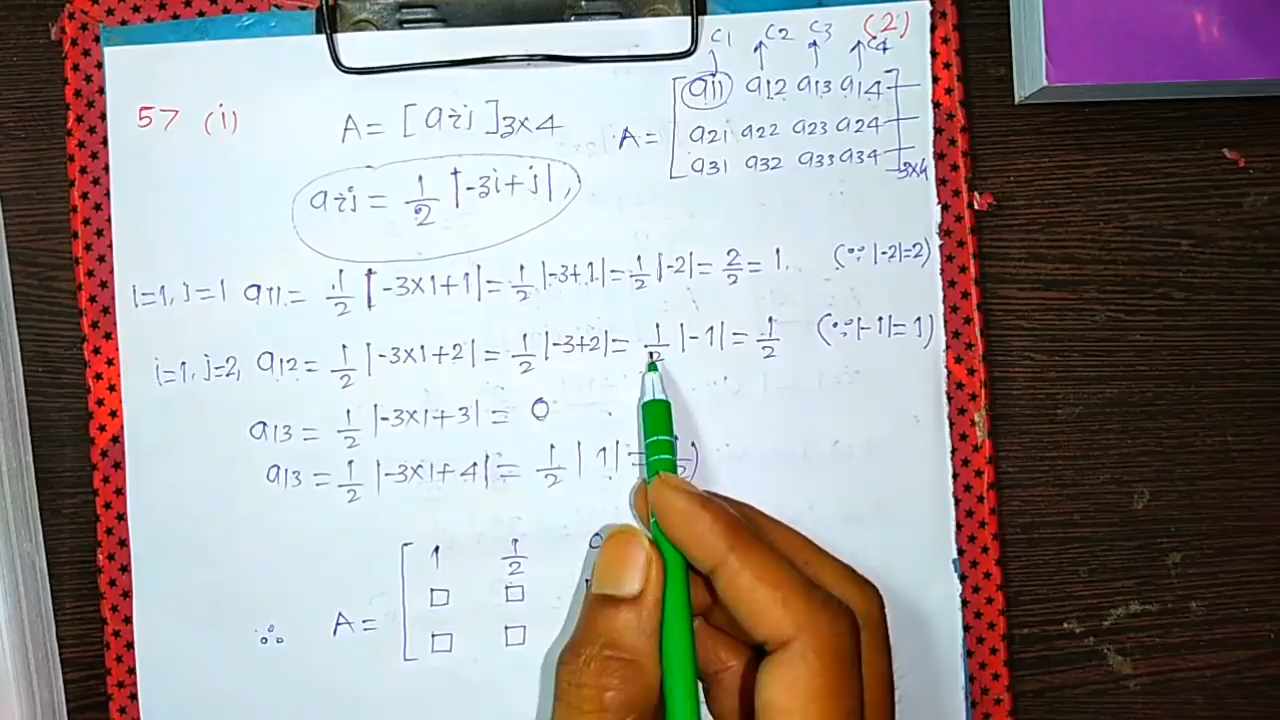 (2)
C1 C2 C3 C4
57 (i) A = [aij]3×4
A = [a11 a12 a13 a14
a21 a22 a23 a24
a31 a32 a33 a34]3×4
aij = 1/2 |-3i+j|,
i=1, j=1 a11 = 1/2 |-3×1+1| = 1/2 |-3+1| = 1/2 |-2| = 2/2 = 1. (∵ |-2|=2)
i=1, j=2, a12 = 1/2 |-3×1+2| = 1/2 |-3+2| = 1/2 |-1| = 1/2 (∵ |-1|=1)
a13 = 1/2 |-3×1+3| = 0
a13 = 1/2 |-3×1+4| = 1/2 |1| =
∴ A = [1 1/2 0
□ □
□ □